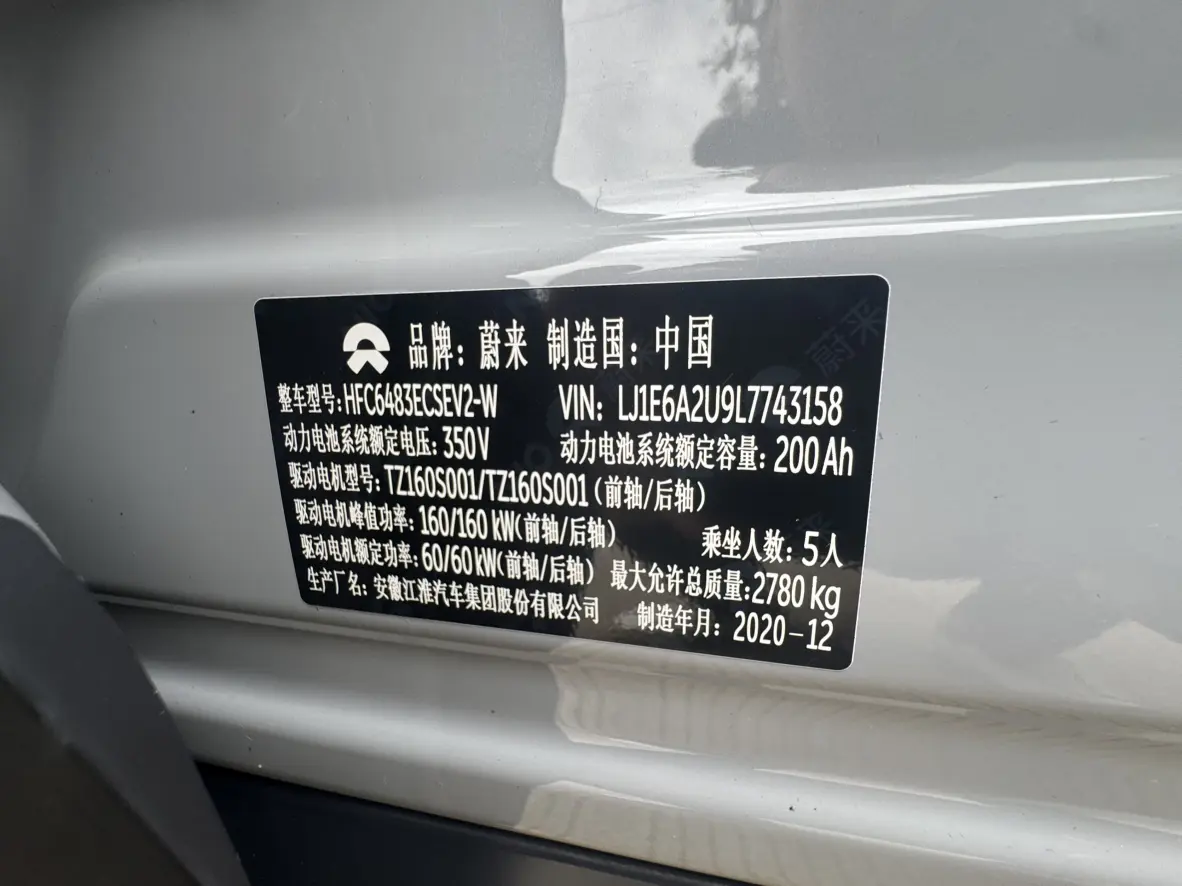 品牌：蔚来 制造国：中国
整车型号：HFC6483ECSEV2-W VIN：LJ1E6A2U9L7743158
动力电池系统额定电压：350V 动力电池系统额定容量：200Ah
驱动电机型号：TZ160S001/TZ160S001（前轴/后轴）
驱动电机峰值功率：160/160kW（前轴/后轴） 乘坐人数：5人
驱动电机额定功率：60/60kW（前轴/后轴） 最大允许总质量：2780kg
生产厂名：安徽江淮汽车集团股份有限公司 制造年月：2020-12
蔚来